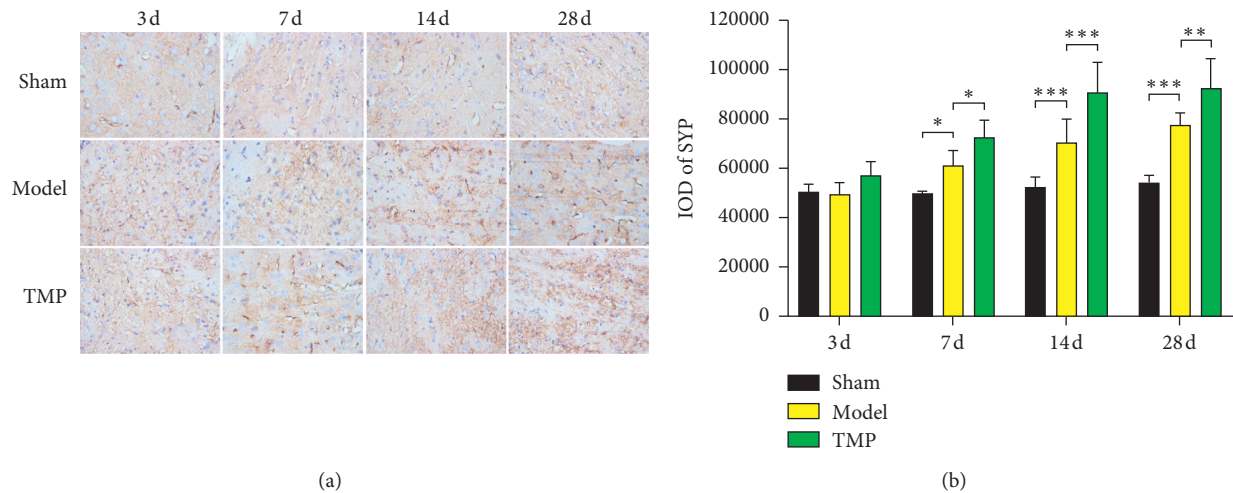 3 d 7 d 14 d 28 d
Sham
Model
TMP
(a)
IOD of SYP
120000
100000
80000
60000
40000
20000
0
* * * *
* * *
* * *
* *
* * *
3 d 7 d 14 d 28 d
Sham
Model
TMP
(b)